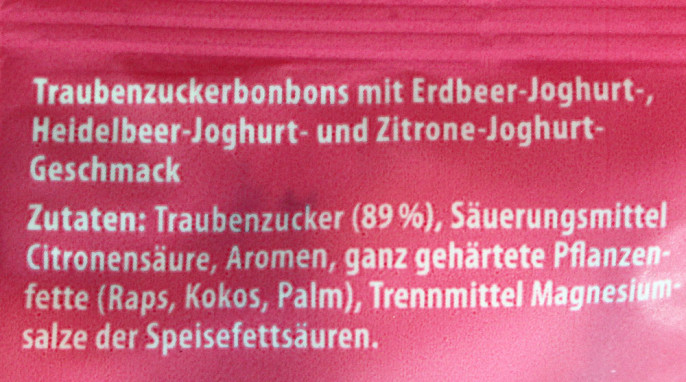 Traubenzuckerbonbons mit Erdbeer-Joghurt-,
Heidelbeer-Joghurt- und Zitrone-Joghurt-
Geschmack
Zutaten: Traubenzucker (89 %), Säuerungsmittel
Citronensäure, Aromen, ganz gehärtete Pflanzen-
fette (Raps, Kokos, Palm), Trennmittel Magnesium-
salze der Speisefettsäuren.